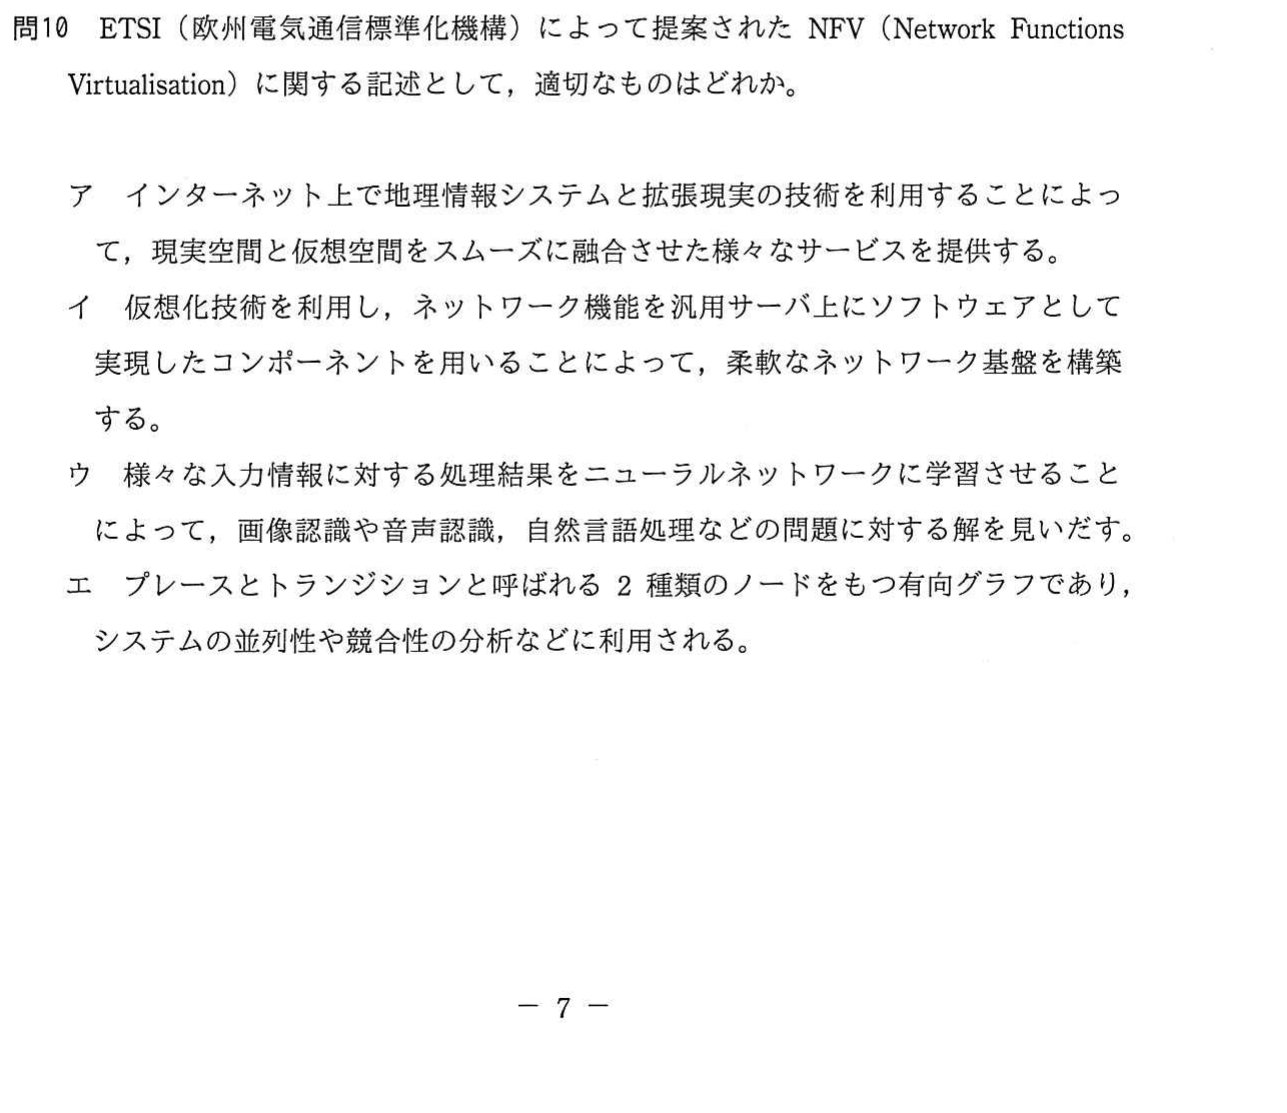 問10 ETSI（欧州電気通信標準化機構）によって提案された NFV（Network Functions
Virtualisation）に関する記述として，適切なものはどれか。
ア インターネット上で地理情報システムと拡張現実の技術を利用することによっ
て，現実空間と仮想空間をスムーズに融合させた様々なサービスを提供する。
イ 仮想化技術を利用し，ネットワーク機能を汎用サーバ上にソフトウェアとして
実現したコンポーネントを用いることによって，柔軟なネットワーク基盤を構築
する。
ウ 様々な入力情報に対する処理結果をニューラルネットワークに学習させること
によって，画像認識や音声認識，自然言語処理などの問題に対する解を見いだす。
エ プレースとトランジションと呼ばれる 2 種類のノードをもつ有向グラフであり，
システムの並列性や競合性の分析などに利用される。
－ 7 －